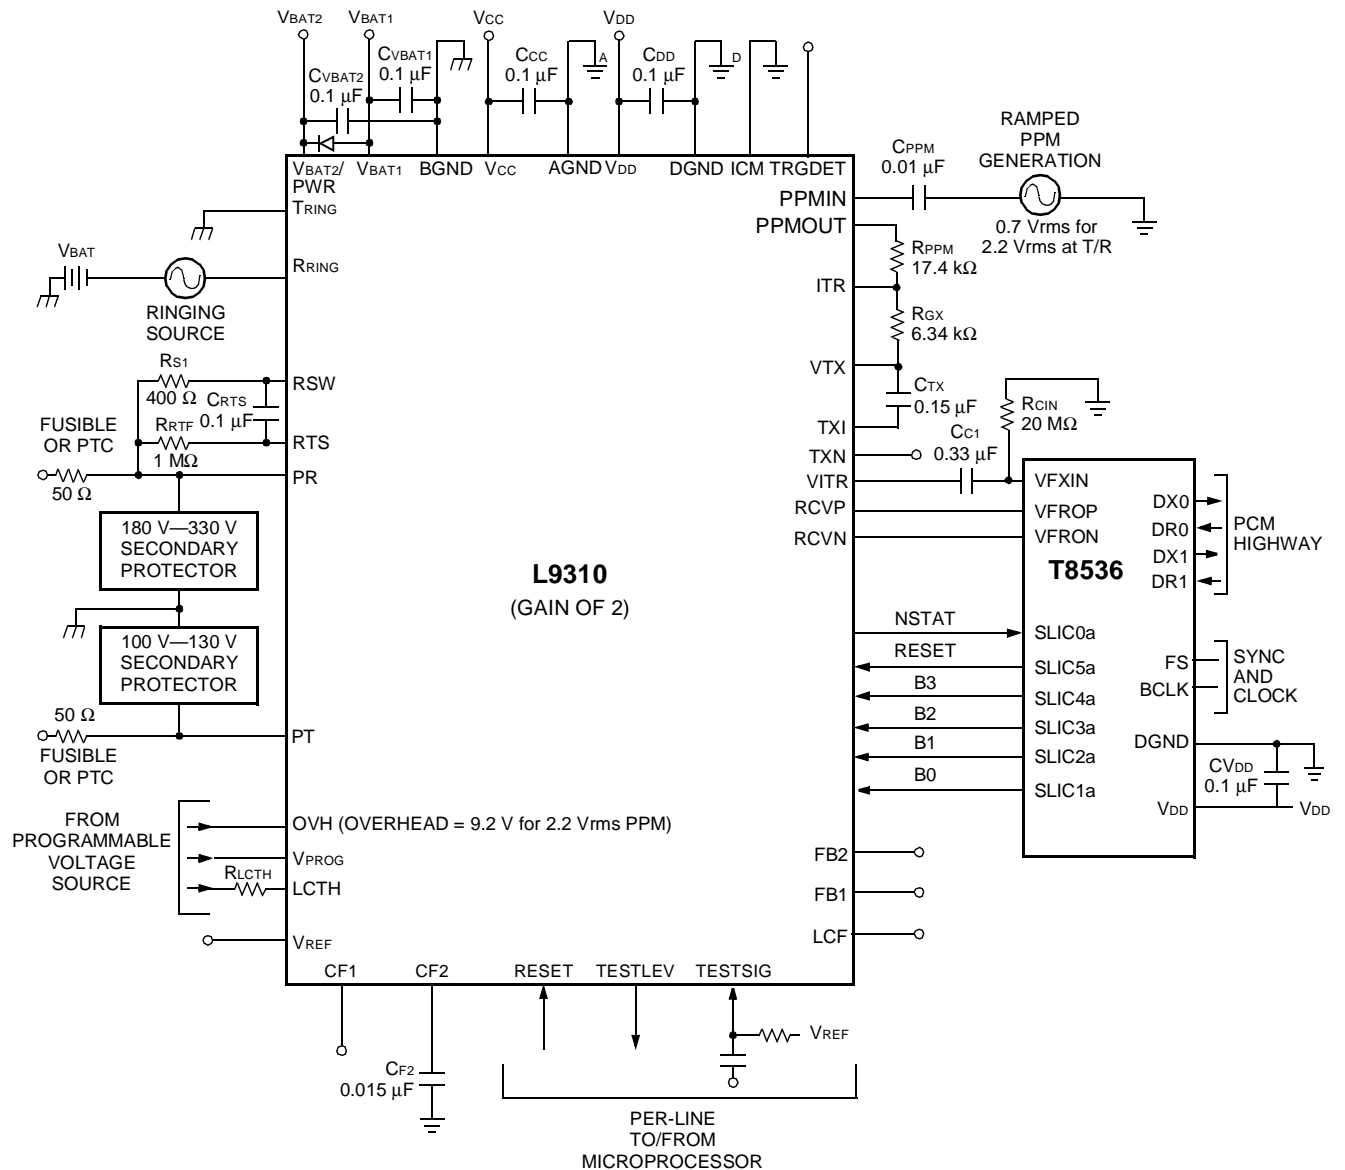 VBAT2
VBAT1
VCC
VDD
CVBAT1
0.1 µF
CVBAT2
0.1 µF
CCC
0.1 µF
A
CDD
0.1 µF
D
VBAT2/
PWR
VBAT1
BGND
VCC
AGND
VDD
DGND
ICM
TRGDET
RAMPED
PPM
GENERATION
CPPM
0.01 µF
0.7 Vrms for
2.2 Vrms at T/R
PPMIN
PPMOUT
RPPM
17.4 kΩ
ITR
RGX
6.34 kΩ
VTX
CTX
0.15 µF
TXI
TXN
VITR
CC1
0.33 µF
RCIN
20 MΩ
RCVP
RCVN
TRING
VBAT
RRING
RINGING
SOURCE
RS1
400 Ω
RSW
CRTS
0.1 µF
RRTF
1 MΩ
RTS
FUSIBLE
OR PTC
50 Ω
PR
180 V—330 V
SECONDARY
PROTECTOR
100 V—130 V
SECONDARY
PROTECTOR
50 Ω
FUSIBLE
OR PTC
PT
L9310
(GAIN OF 2)
VFXIN
VFROP
VFRON
T8536
DX0
DR0
DX1
DR1
PCM
HIGHWAY
NSTAT
SLIC0a
RESET
SLIC5a
B3
SLIC4a
B2
SLIC3a
B1
SLIC2a
B0
SLIC1a
FS
BCLK
SYNC
AND
CLOCK
DGND
CVDD
0.1 µF
VDD
VDD
FROM
PROGRAMMABLE
VOLTAGE
SOURCE
OVH (OVERHEAD = 9.2 V for 2.2 Vrms PPM)
VPROG
RLCTH
LCTH
VREF
FB2
FB1
LCF
CF1
CF2
RESET
TESTLEV
TESTSIG
VREF
CF2
0.015 µF
PER-LINE
TO/FROM
MICROPROCESSOR